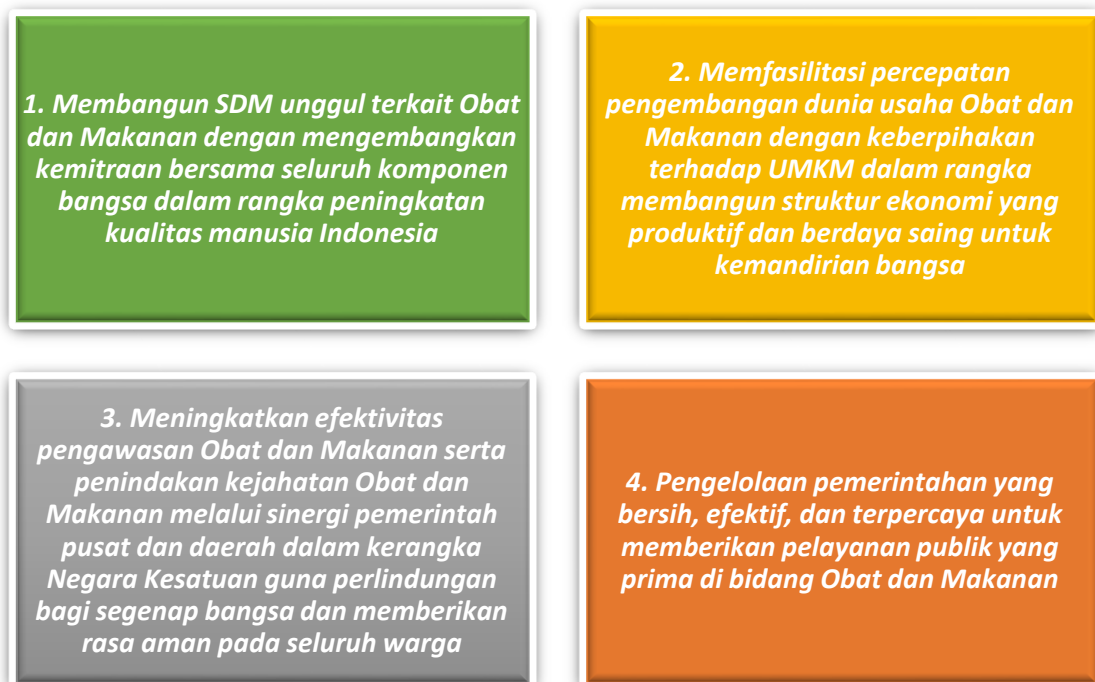 1. Membangun SDM unggul terkait Obat
dan Makanan dengan mengembangkan
kemitraan bersama seluruh komponen
bangsa dalam rangka peningkatan
kualitas manusia Indonesia
2. Memfasilitasi percepatan
pengembangan dunia usaha Obat dan
Makanan dengan keberpihakan
terhadap UMKM dalam rangka
membangun struktur ekonomi yang
produktif dan berdaya saing untuk
kemandirian bangsa
3. Meningkatkan efektivitas
pengawasan Obat dan Makanan serta
penindakan kejahatan Obat dan
Makanan melalui sinergi pemerintah
pusat dan daerah dalam kerangka
Negara Kesatuan guna perlindungan
bagi segenap bangsa dan memberikan
rasa aman pada seluruh warga
4. Pengelolaan pemerintahan yang
bersih, efektif, dan terpercaya untuk
memberikan pelayanan publik yang
prima di bidang Obat dan Makanan